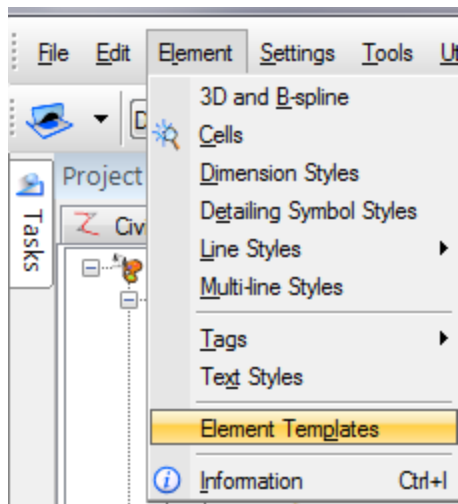 File Edit Element Settings Tools
3D and B-spline
Cells
Dimension Styles
Detailing Symbol Styles
Line Styles
Multi-line Styles
Tags
Text Styles
Element Templates
Information Ctrl+I
Project
Tasks